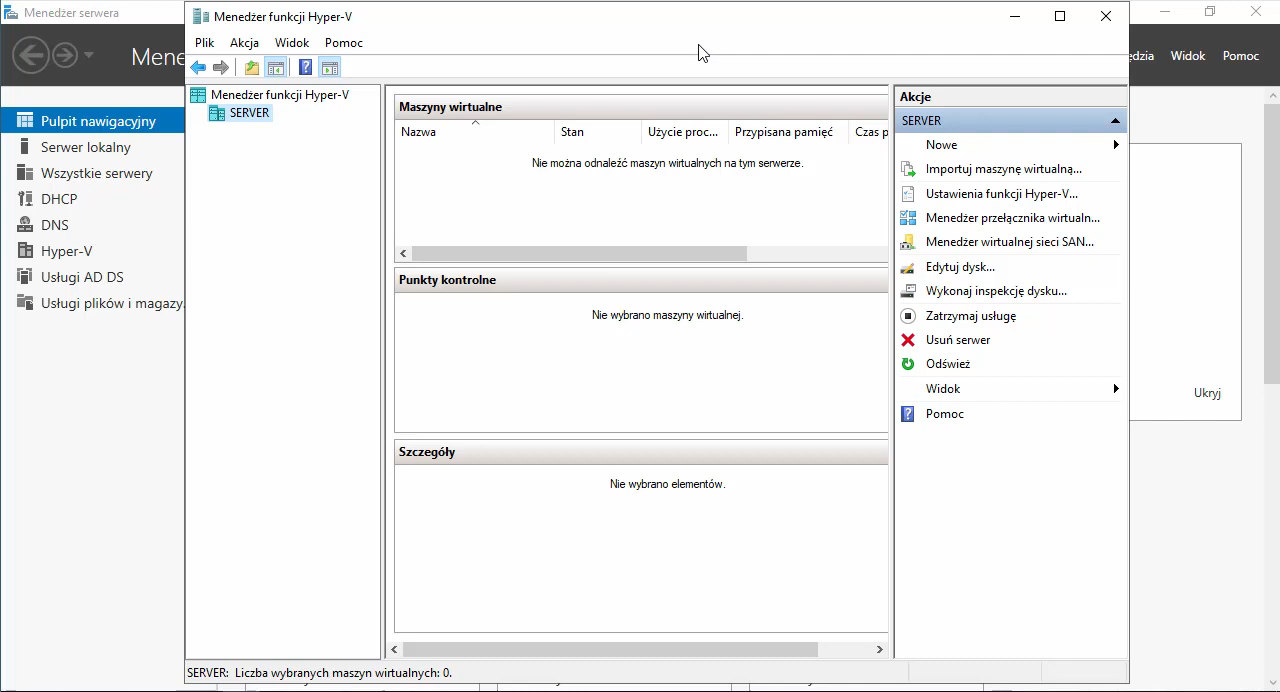 Menedżer serwera
Mene
Widok
Pomoc
Pulpit nawigacyjny
Serwer lokalny
Wszystkie serwery
DHCP
DNS
Hyper-V
Usługi AD DS
Usługi plików i magazy
Menedżer funkcji Hyper-V
Plik Akcja Widok Pomoc
Menedżer funkcji Hyper-V
SERVER
Maszyny wirtualne
Nazwa Stan Użycie proc... Przypisana pamięć Czas p
Nie można odnaleźć maszyn wirtualnych na tym serwerze.
Punkty kontrolne
Nie wybrano maszyny wirtualnej.
Szczegóły
Nie wybrano elementów.
Akcje
SERVER
Nowe
Importuj maszynę wirtualną...
Ustawienia funkcji Hyper-V...
Menedżer przełącznika wirtualn...
Menedżer wirtualnej sieci SAN...
Edytuj dysk...
Wykonaj inspekcję dysku...
Zatrzymaj usługę
Usuń serwer
Odśwież
Widok
Pomoc
Ukryj
SERVER: Liczba wybranych maszyn wirtualnych: 0.